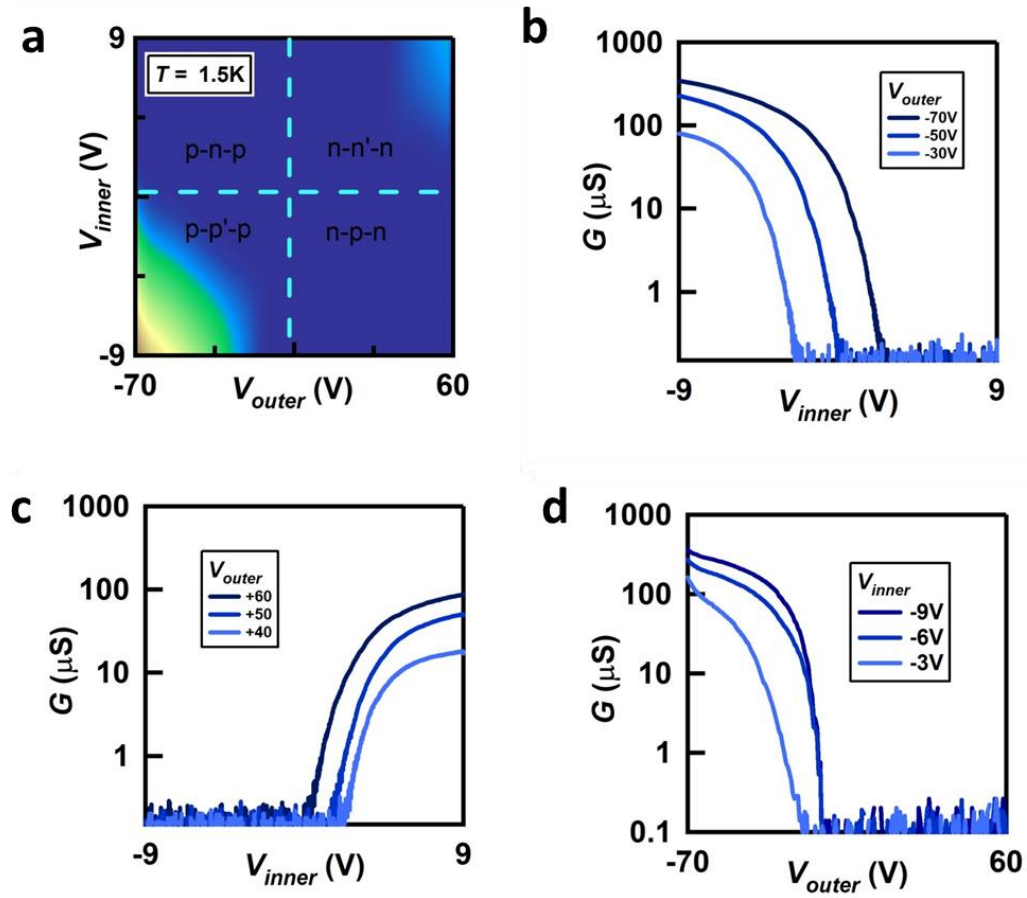 a
9
T = 1.5K
p-n-p
n-n'-n
V_inner (V)
p-p'-p
n-p-n
-9
-70
V_outer (V)
60
b
1000
V_outer
-70V
-50V
-30V
100
G (μS)
10
1
-9
V_inner (V)
9
c
1000
V_outer
+60
+50
+40
100
G (μS)
10
1
-9
V_inner (V)
9
d
1000
V_inner
-9V
-6V
-3V
100
G (μS)
10
1
0.1
-70
V_outer (V)
60